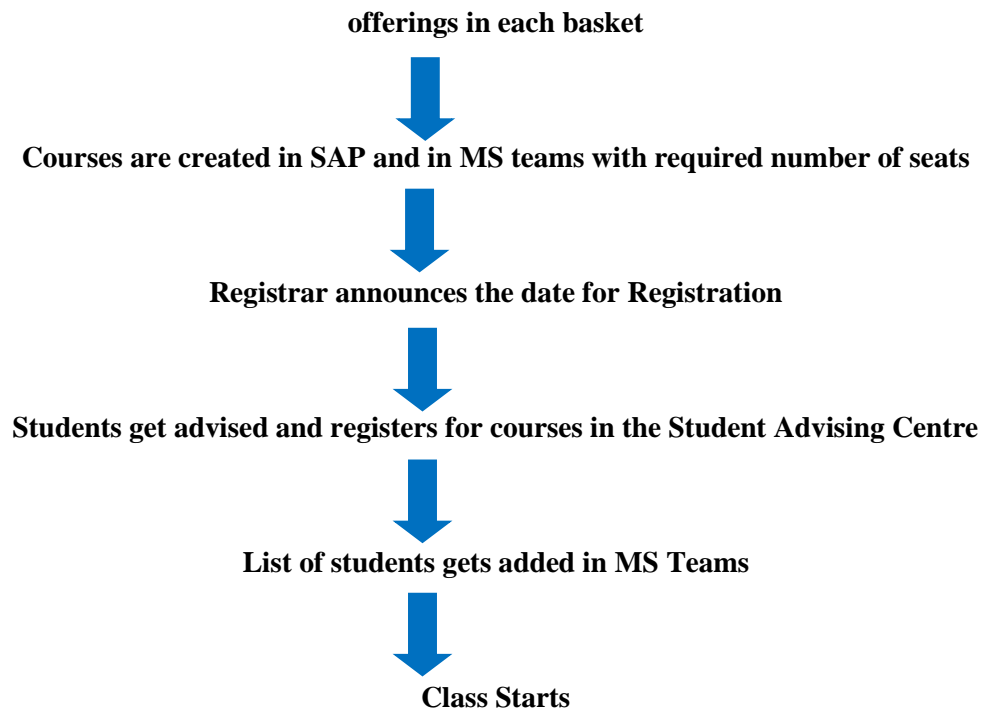 offerings in each basket
Courses are created in SAP and in MS teams with required number of seats
Registrar announces the date for Registration
Students get advised and registers for courses in the Student Advising Centre
List of students gets added in MS Teams
Class Starts